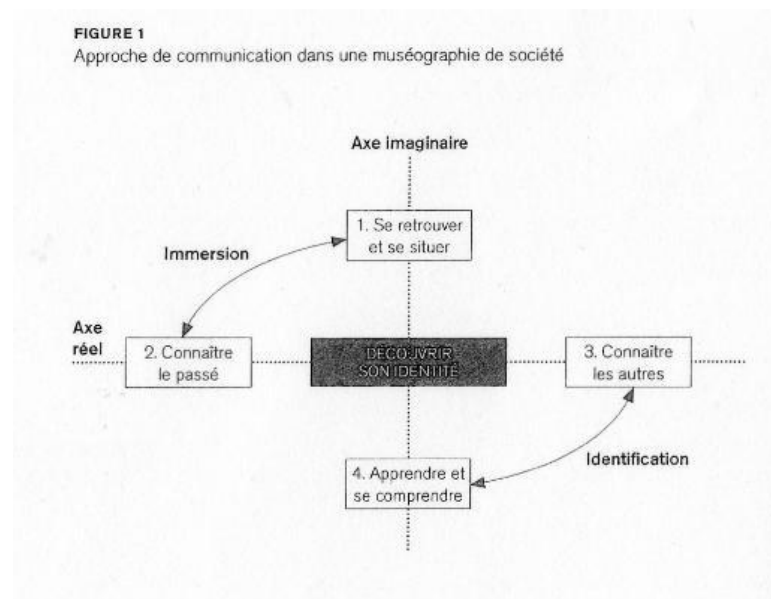 FIGURE 1
Approche de communication dans une muséographie de société
Axe imaginaire
1. Se retrouver
et se situer
Immersion
Axe
réel
2. Connaître
le passé
DÉCOUVRIR
SON IDENTITÉ
3. Connaître
les autres
4. Apprendre et
se comprendre
Identification